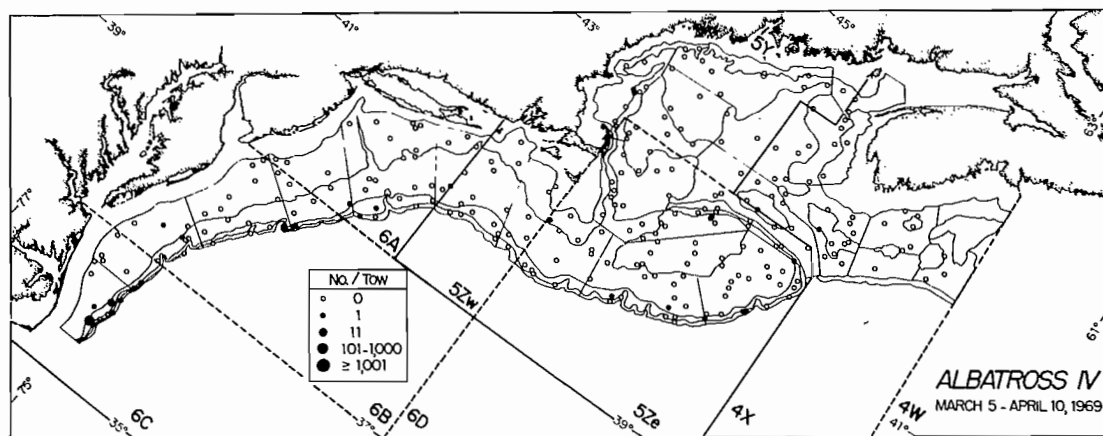 39°
41°
43°
45°
5Y
63°
77°
6A
5Zw
No. / Tow
0
1
11
101-1,000
≥ 1,001
61°
75°
6C
35°
6B
37°
6D
39°
5Ze
4X
4W
41°
ALBATROSS IV
MARCH 5 - APRIL 10, 1969